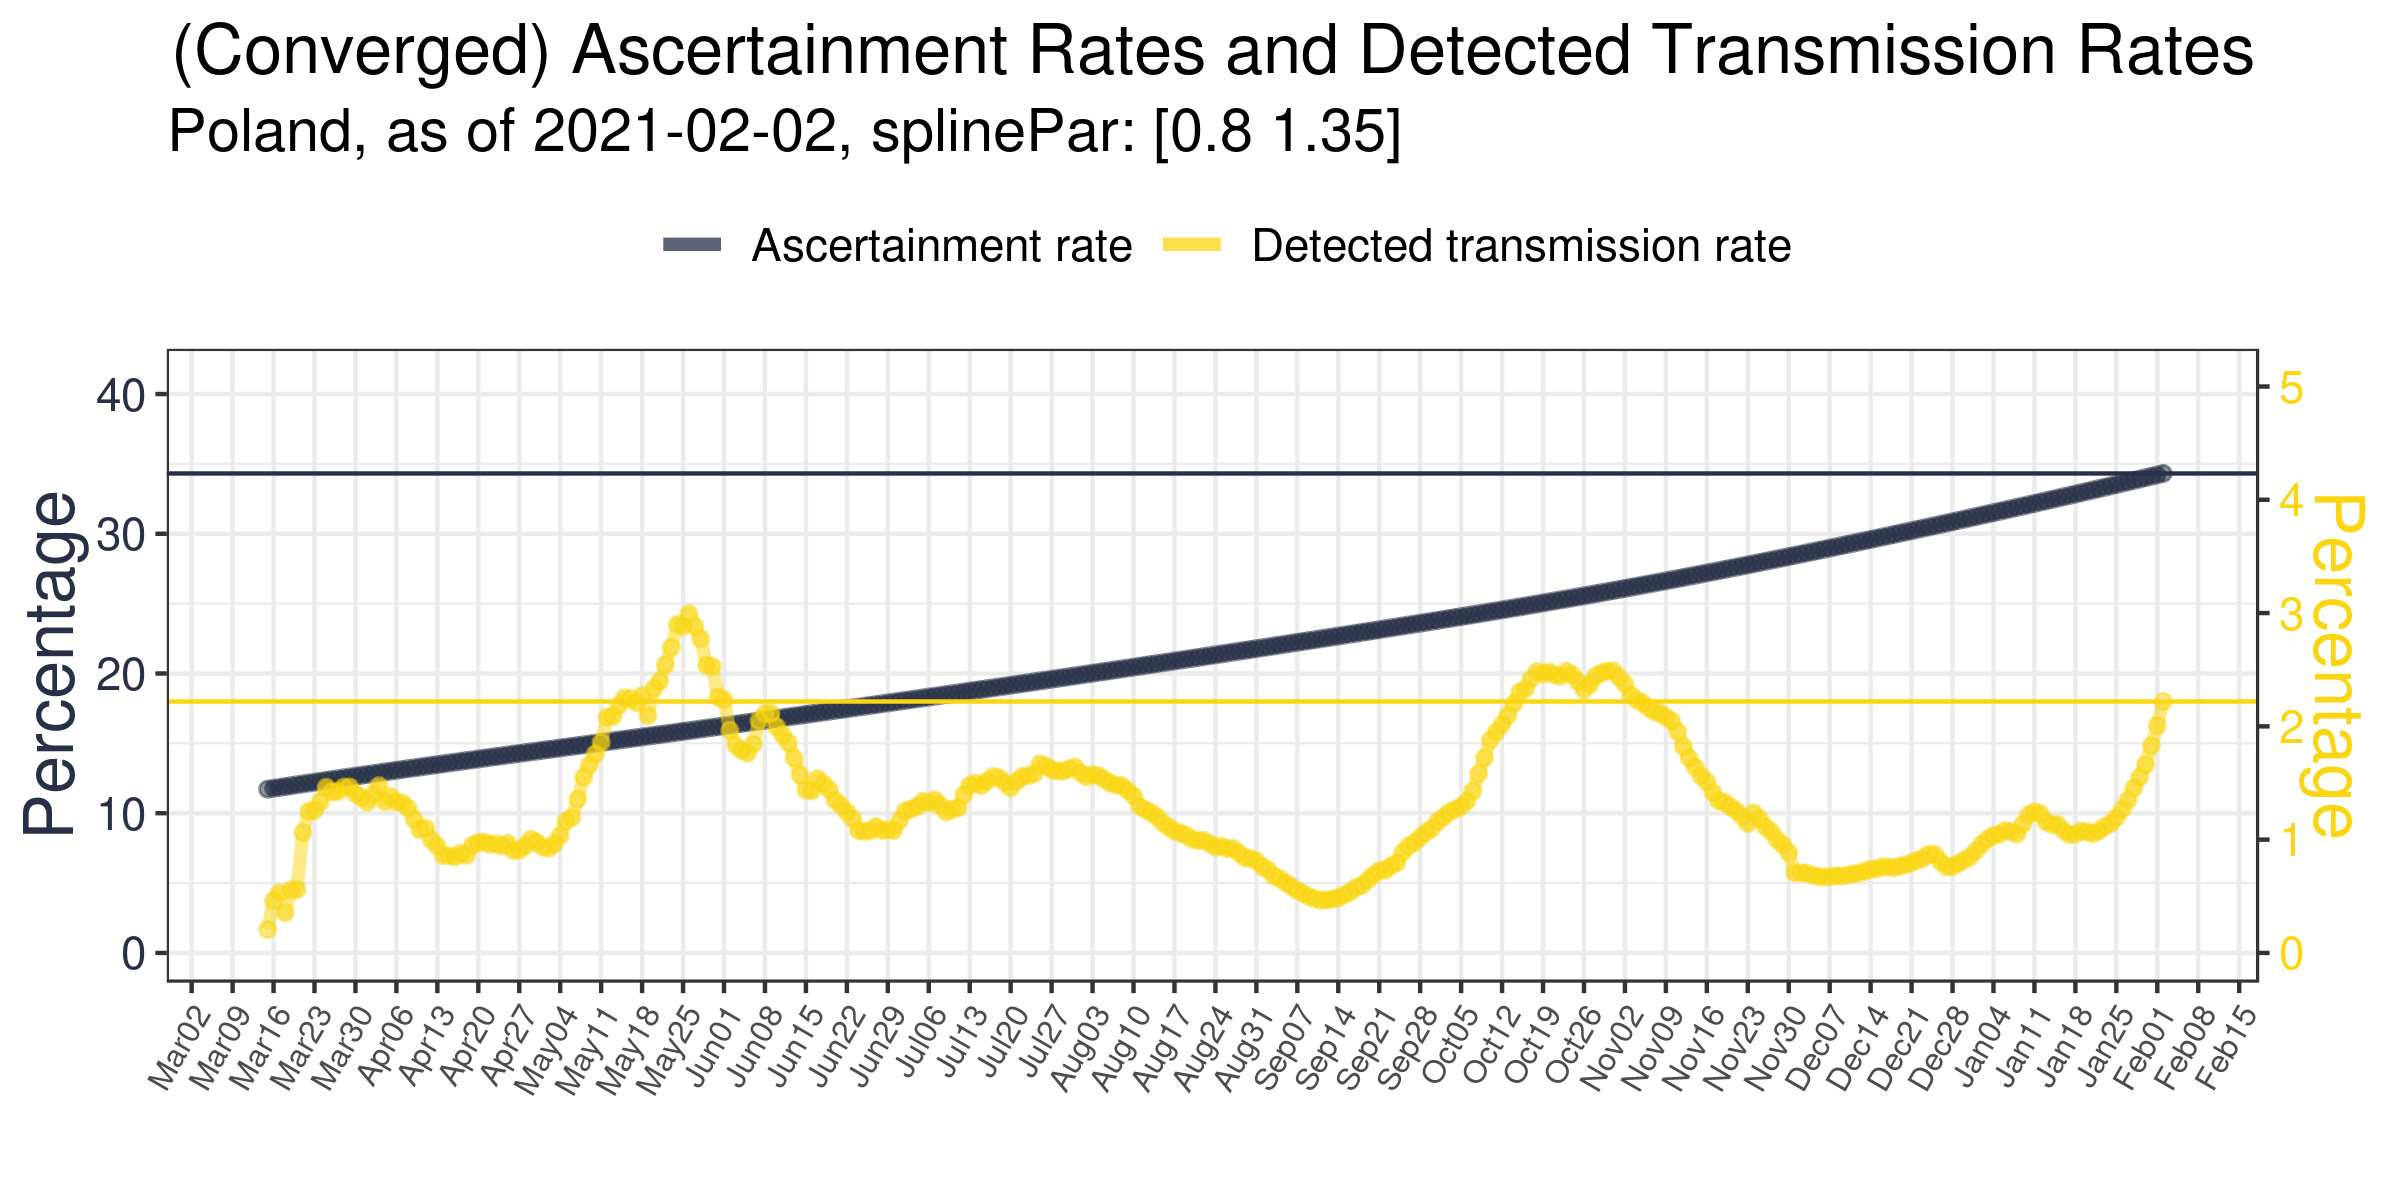 (Converged) Ascertainment Rates and Detected Transmission Rates
Poland, as of 2021-02-02, splinePar: [0.8 1.35]
Ascertainment rate Detected transmission rate
Percentage
40
30
20
10
0
5
4
3
2
1
0
Percentage
Mar02 Mar09 Mar16 Mar23 Mar30 Apr06 Apr13 Apr20 Apr27 May04 May11 May18 May25 Jun01 Jun08 Jun15 Jun22 Jun29 Jul06 Jul13 Jul20 Jul27 Aug03 Aug10 Aug17 Aug24 Aug31 Sep07 Sep14 Sep21 Sep28 Oct05 Oct12 Oct19 Oct26 Nov02 Nov09 Nov16 Nov23 Nov30 Dec07 Dec14 Dec21 Dec28 Jan04 Jan11 Jan18 Jan25 Feb01 Feb08 Feb15